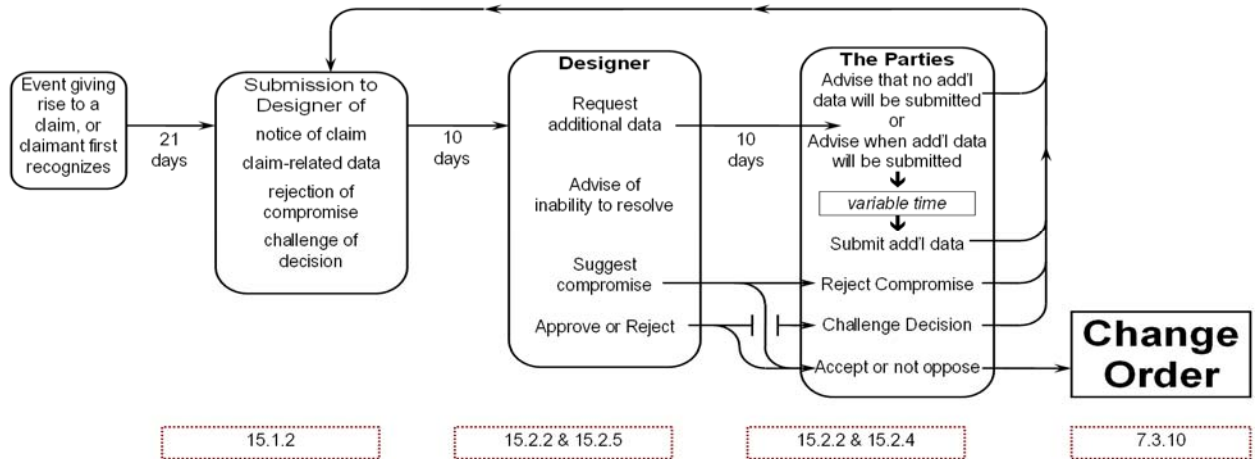 Event giving
rise to a
claim, or
claimant first
recognizes
21
days
Submission to
Designer of
notice of claim
claim-related data
rejection of
compromise
challenge of
decision
10
days
Designer
Request
additional data
Advise of
inability to resolve
Suggest
compromise
Approve or Reject
10
days
The Parties
Advise that no add'l
data will be submitted
or
Advise when add'l data
will be submitted
variable time
Submit add'l data
Reject Compromise
Challenge Decision
Accept or not oppose
Change
Order
15.1.2
15.2.2 & 15.2.5
15.2.2 & 15.2.4
7.3.10